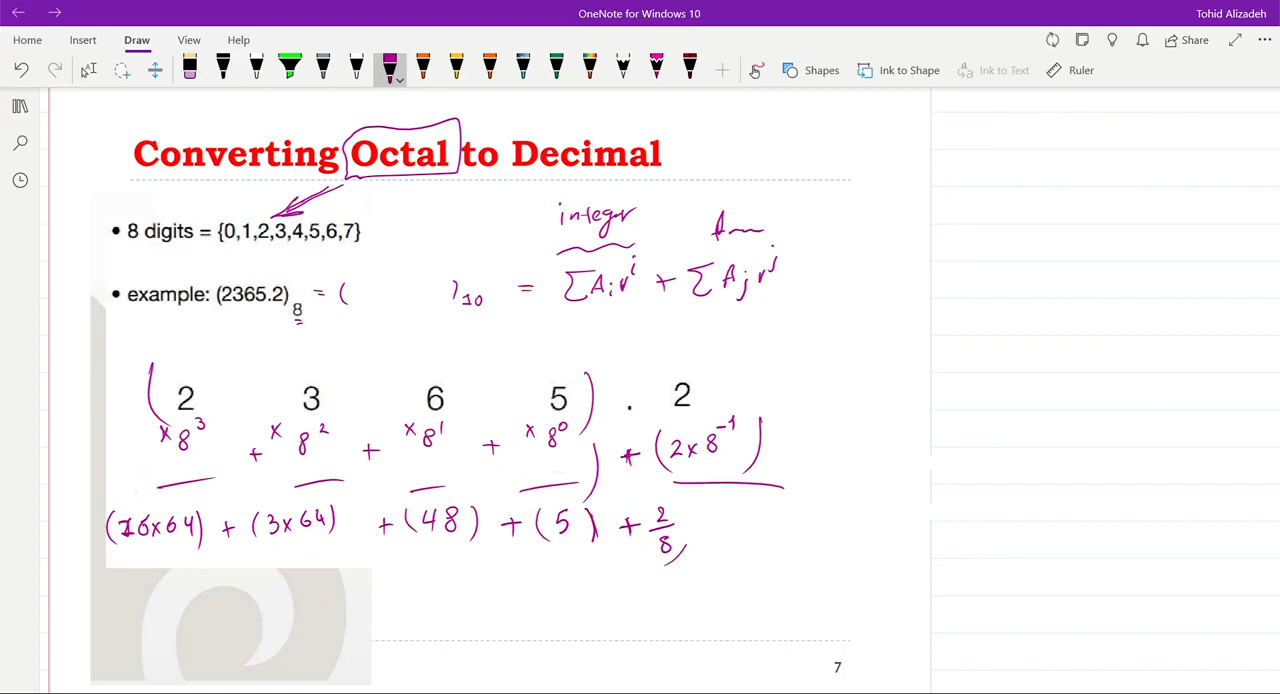 OneNote for Windows 10
Tohid Alizadeh
Home Insert Draw View Help
Share
Shapes Ink to Shape Ink to Text Ruler
Converting Octal to Decimal
• 8 digits = {0,1,2,3,4,5,6,7}
integer
• example: (2365.2)8 = ( )10 = ∑Aᵢrⁱ + ∑Aⱼrʲ
2 3 6 5 ) . 2
×8³ + ×8² + ×8¹ + ×8⁰ ) + (2×8⁻¹)
(16×64) + (3×64) + (48) + (5) + 2/8
7